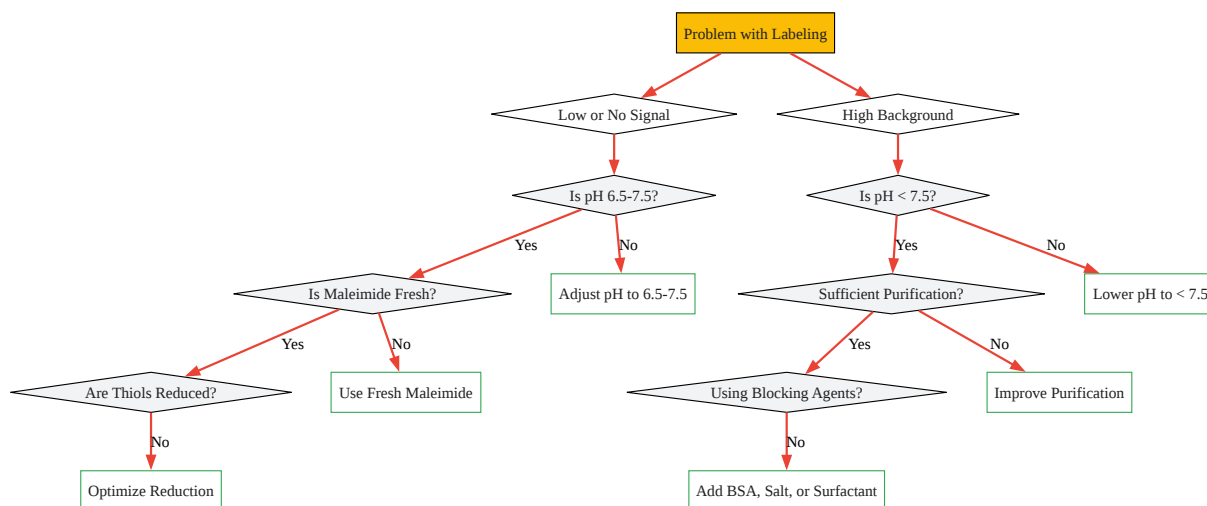 Problem with Labeling
Low or No Signal
High Background
Is pH 6.5-7.5?
Is pH < 7.5?
Yes
No
Yes
No
Is Maleimide Fresh?
Adjust pH to 6.5-7.5
Sufficient Purification?
Lower pH to < 7.5
Yes
No
Yes
No
Are Thiols Reduced?
Use Fresh Maleimide
Using Blocking Agents?
Improve Purification
No
No
Optimize Reduction
Add BSA, Salt, or Surfactant